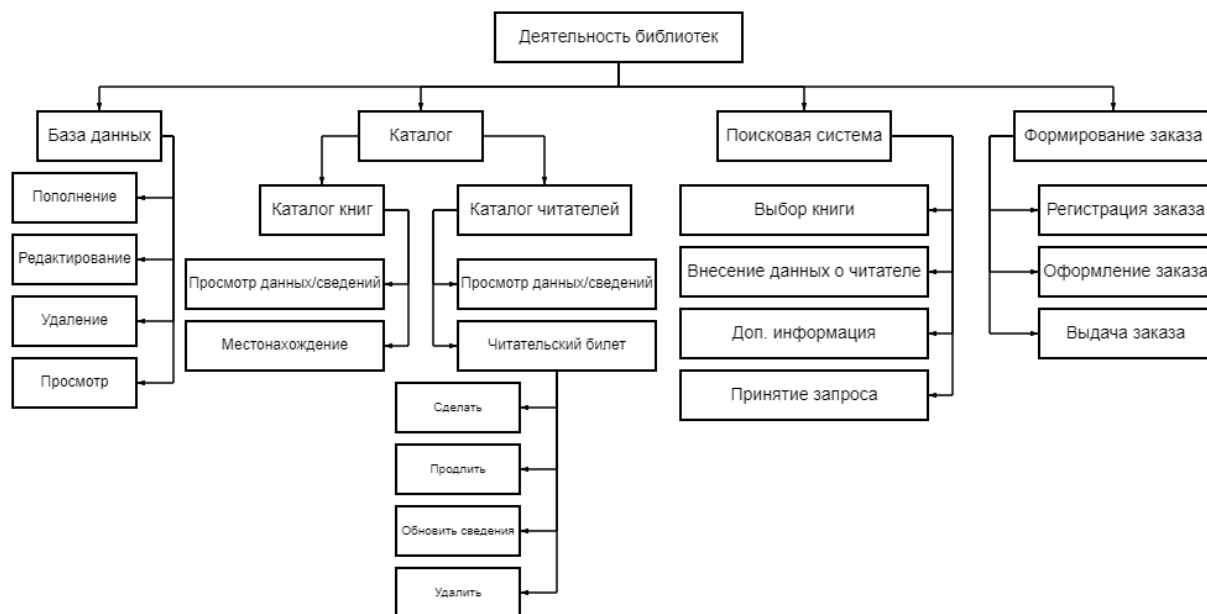 Деятельность библиотек
База данных
Каталог
Поисковая система
Формирование заказа
Пополнение
Редактирование
Удаление
Просмотр
Каталог книг
Каталог читателей
Просмотр данных/сведений
Местонахождение
Просмотр данных/сведений
Читательский билет
Сделать
Продлить
Обновить сведения
Удалить
Выбор книги
Внесение данных о читателе
Доп. информация
Принятие запроса
Регистрация заказа
Оформление заказа
Выдача заказа